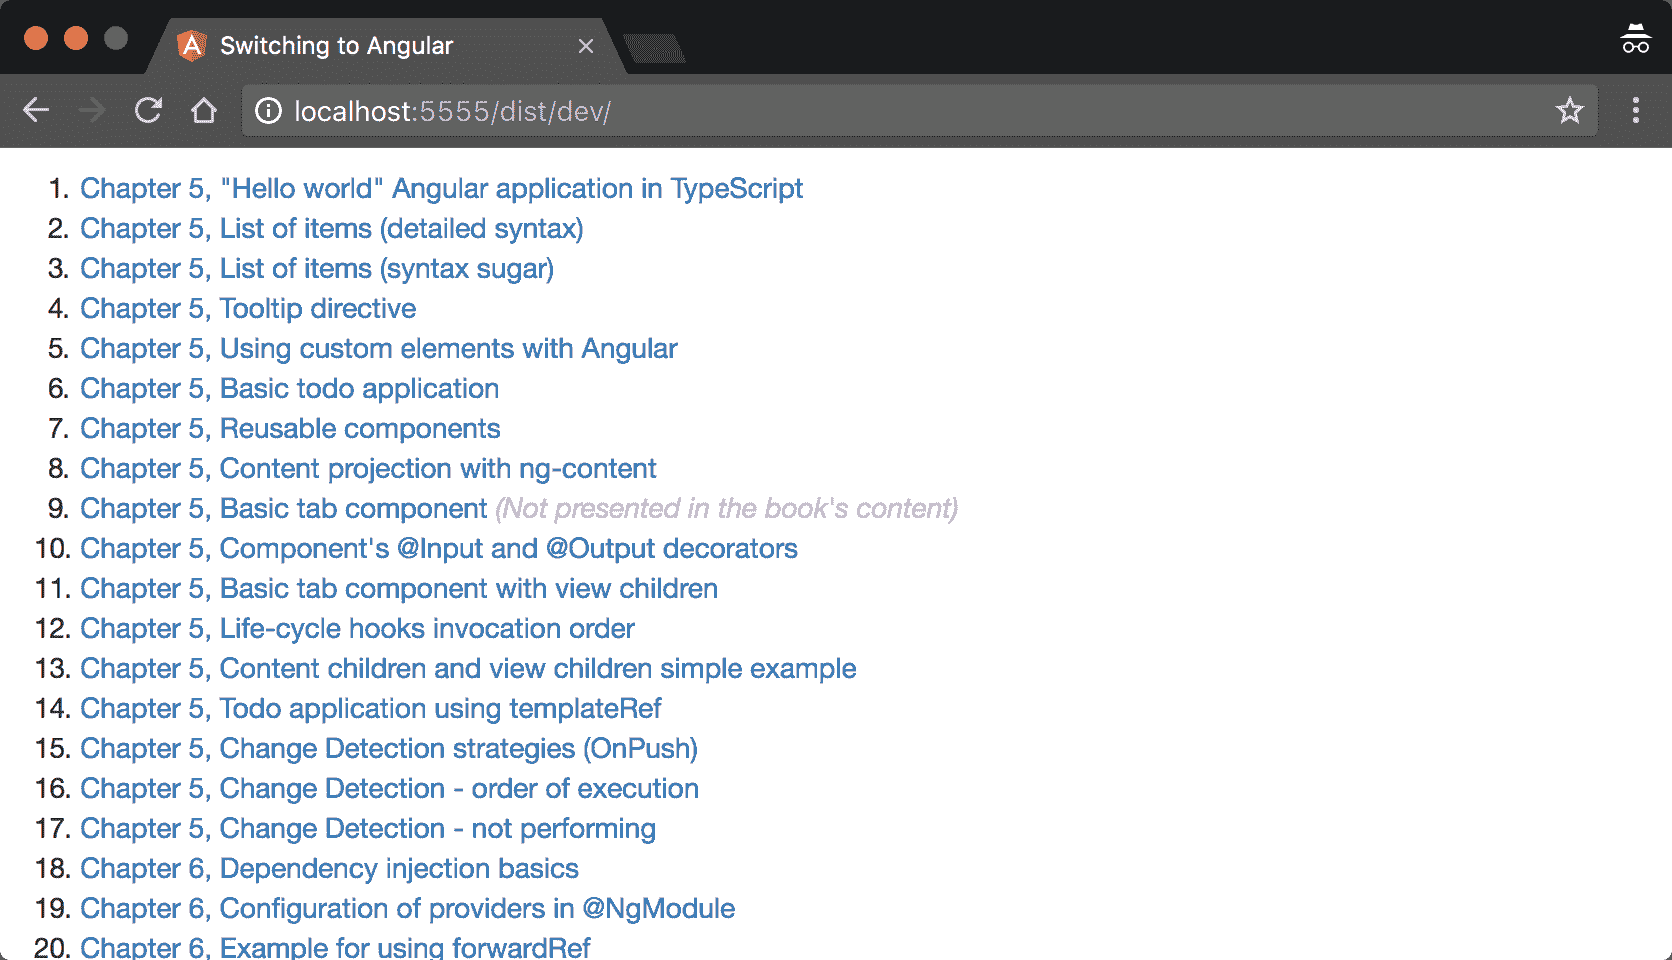 Switching to Angular
localhost:5555/dist/dev/
1. Chapter 5, "Hello world" Angular application in TypeScript
2. Chapter 5, List of items (detailed syntax)
3. Chapter 5, List of items (syntax sugar)
4. Chapter 5, Tooltip directive
5. Chapter 5, Using custom elements with Angular
6. Chapter 5, Basic todo application
7. Chapter 5, Reusable components
8. Chapter 5, Content projection with ng-content
9. Chapter 5, Basic tab component (Not presented in the book's content)
10. Chapter 5, Component's @Input and @Output decorators
11. Chapter 5, Basic tab component with view children
12. Chapter 5, Life-cycle hooks invocation order
13. Chapter 5, Content children and view children simple example
14. Chapter 5, Todo application using templateRef
15. Chapter 5, Change Detection strategies (OnPush)
16. Chapter 5, Change Detection - order of execution
17. Chapter 5, Change Detection - not performing
18. Chapter 6, Dependency injection basics
19. Chapter 6, Configuration of providers in @NgModule
20. Chapter 6, Example for using forwardRef